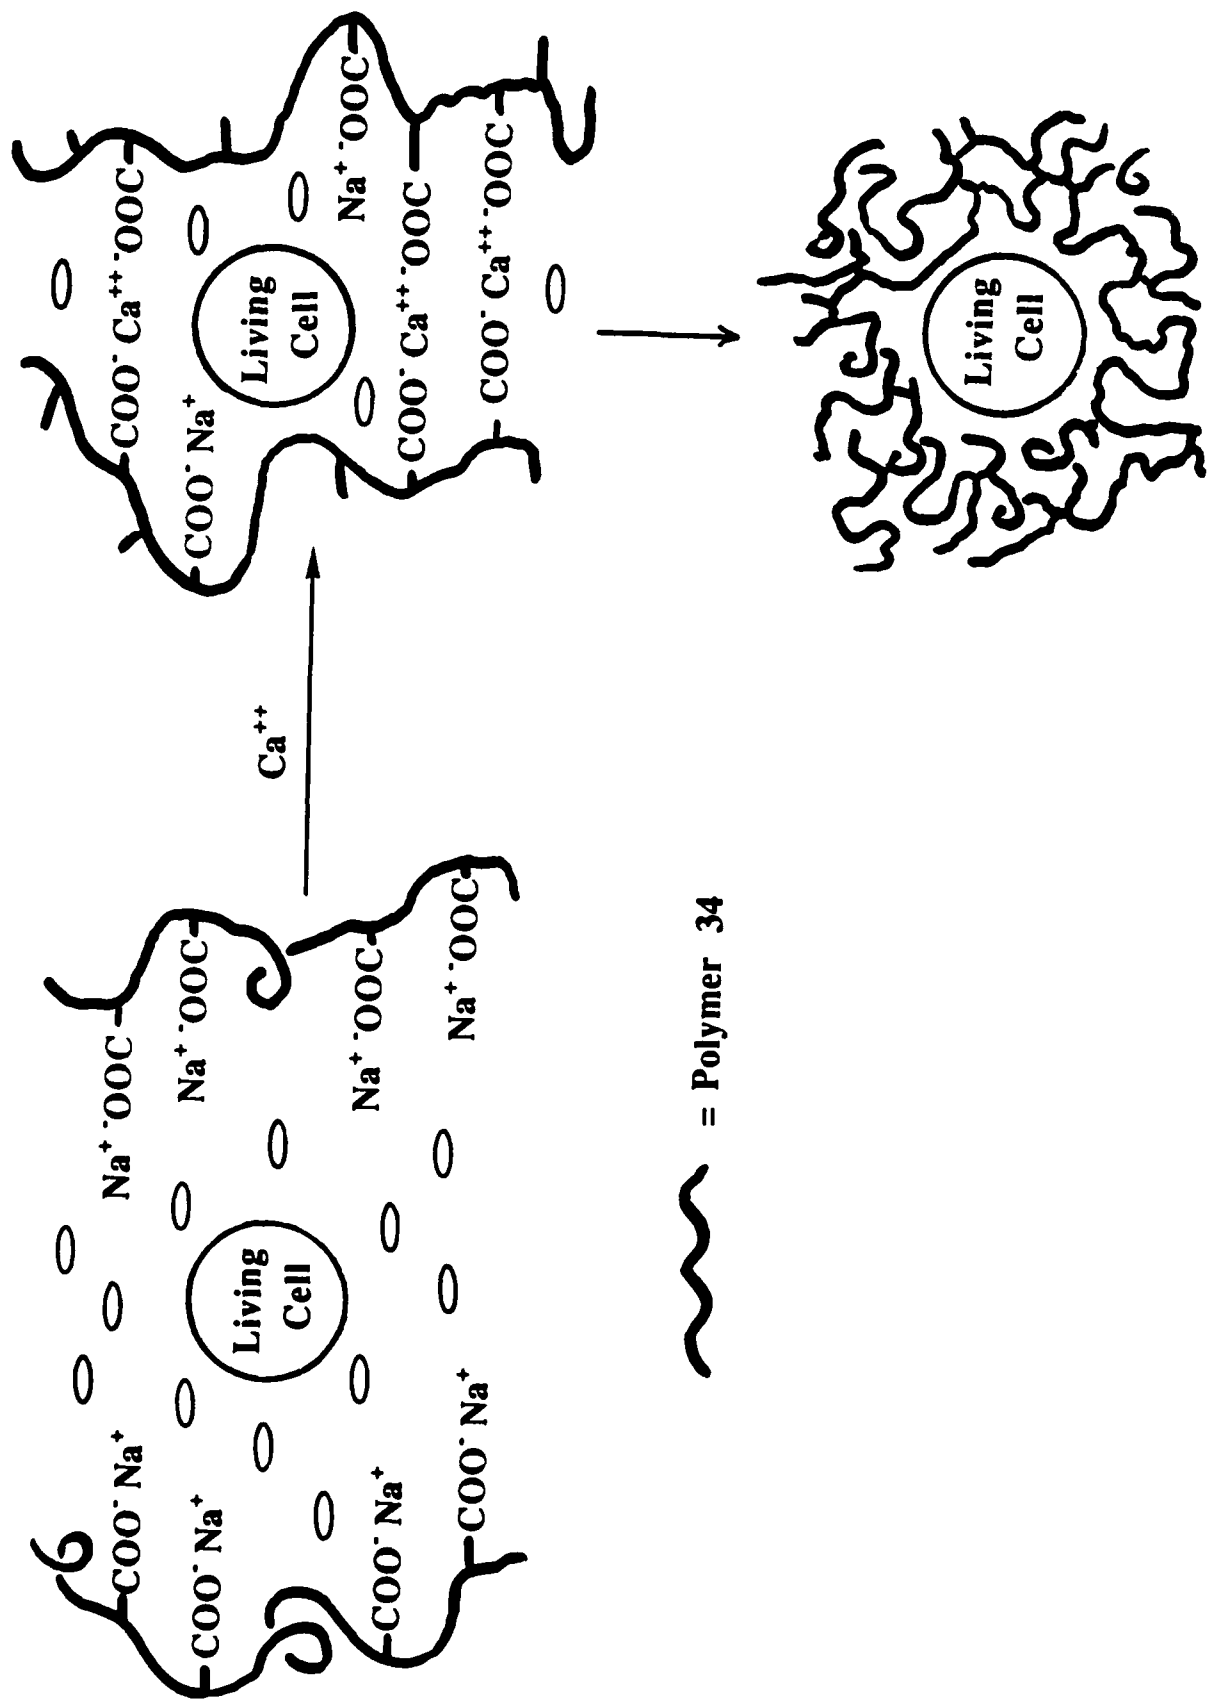 COO⁻ Na⁺ Na⁺ ⁻OOC COO⁻ Ca⁺⁺ ⁻OOC
COO⁻ Na⁺ Na⁺ ⁻OOC COO⁻ Na⁺
Living
Cell
Ca⁺⁺
Living
Cell
Na⁺ ⁻OOC
COO⁻ Na⁺ Na⁺ ⁻OOC COO⁻ Ca⁺⁺ ⁻OOC
COO⁻ Na⁺ Na⁺ ⁻OOC COO⁻ Ca⁺⁺ ⁻OOC
= Polymer 34
Living
Cell